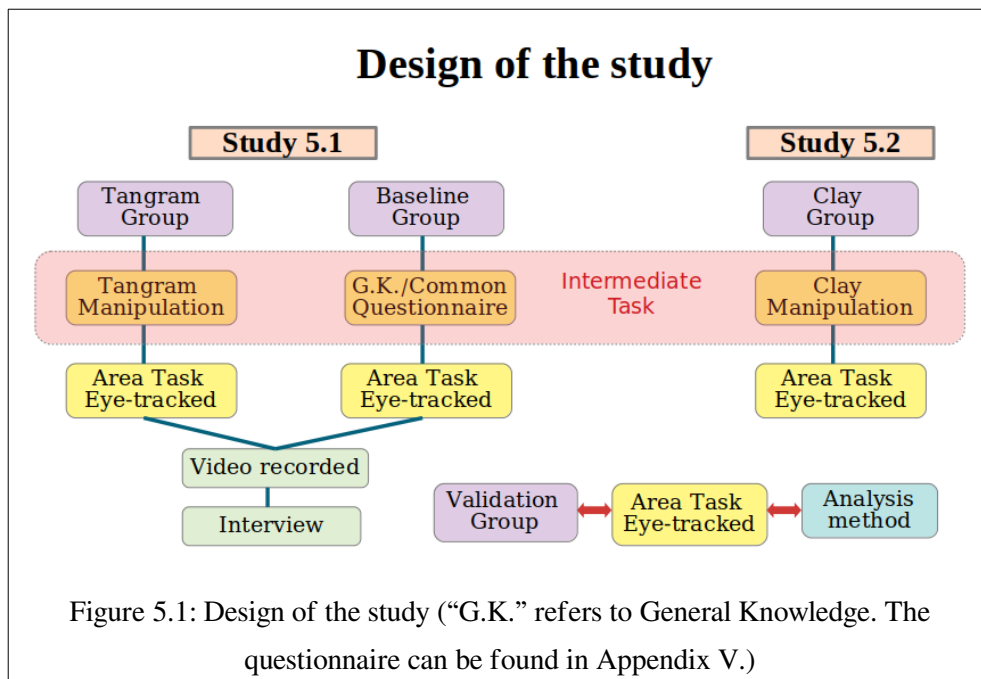 Design of the study
Study 5.1
Study 5.2
Tangram
Group
Baseline
Group
Clay
Group
Tangram
Manipulation
G.K./Common
Questionnaire
Intermediate
Task
Clay
Manipulation
Area Task
Eye-tracked
Area Task
Eye-tracked
Area Task
Eye-tracked
Video recorded
Interview
Validation
Group
Area Task
Eye-tracked
Analysis
method
Figure 5.1: Design of the study (“G.K.” refers to General Knowledge. The
questionnaire can be found in Appendix V.)